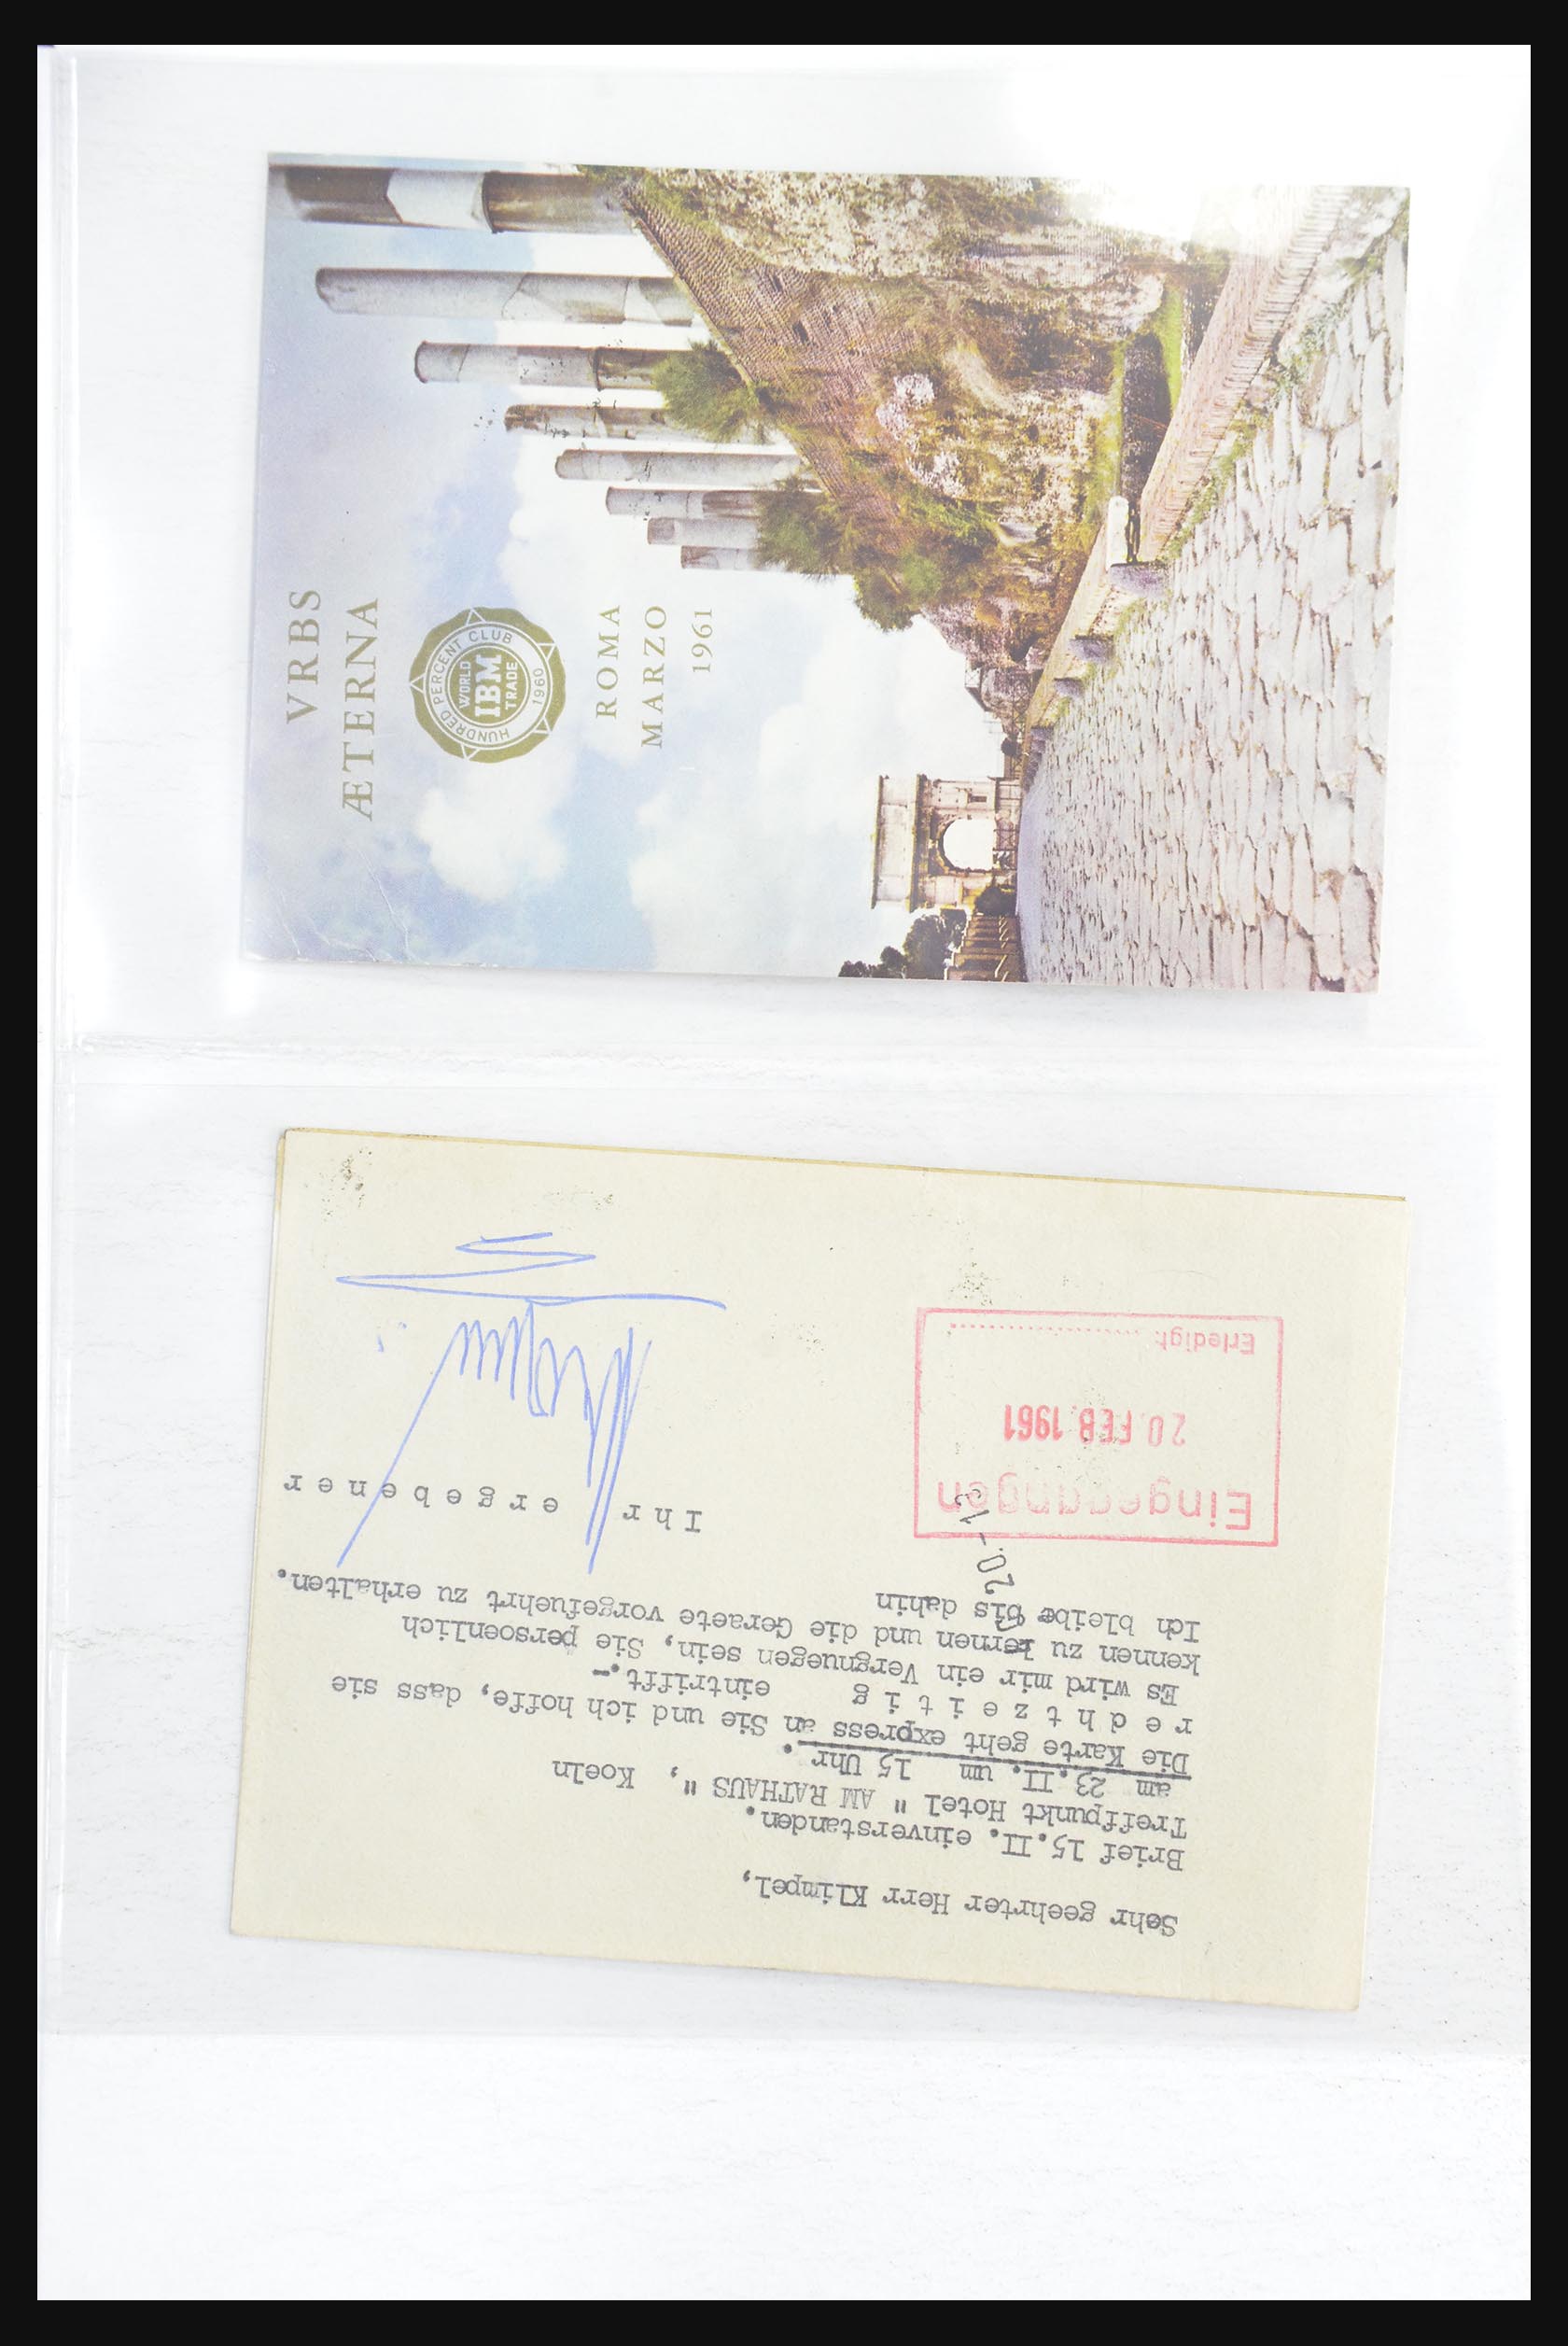 VRBS
ÆTERNA
HUNDRED PERCENT CLUB
WORLD
IBM
TRADE
1960
ROMA
MARZO
1961
Sehr geehrter Herr Klimpel,
Brief 15.II. einverstanden.
Treffpunkt Hotel " AM RATHAUS ", Koeln
am 23.II. um 15 Uhr .
Die Karte geht express an Sie und ich hoffe, dass sie
r e d h t z e i t i g eintrifft.-
Es wird mir ein Vergnuegen sein, Sie persoenlich
kennen zu lernen und die Geraete vorgefuehrt zu erhalten.
Ich bleibe bis dahin
I h r e r g e b e n e r
Eingegangen
20. FEB. 1961
Erledigt: ....................